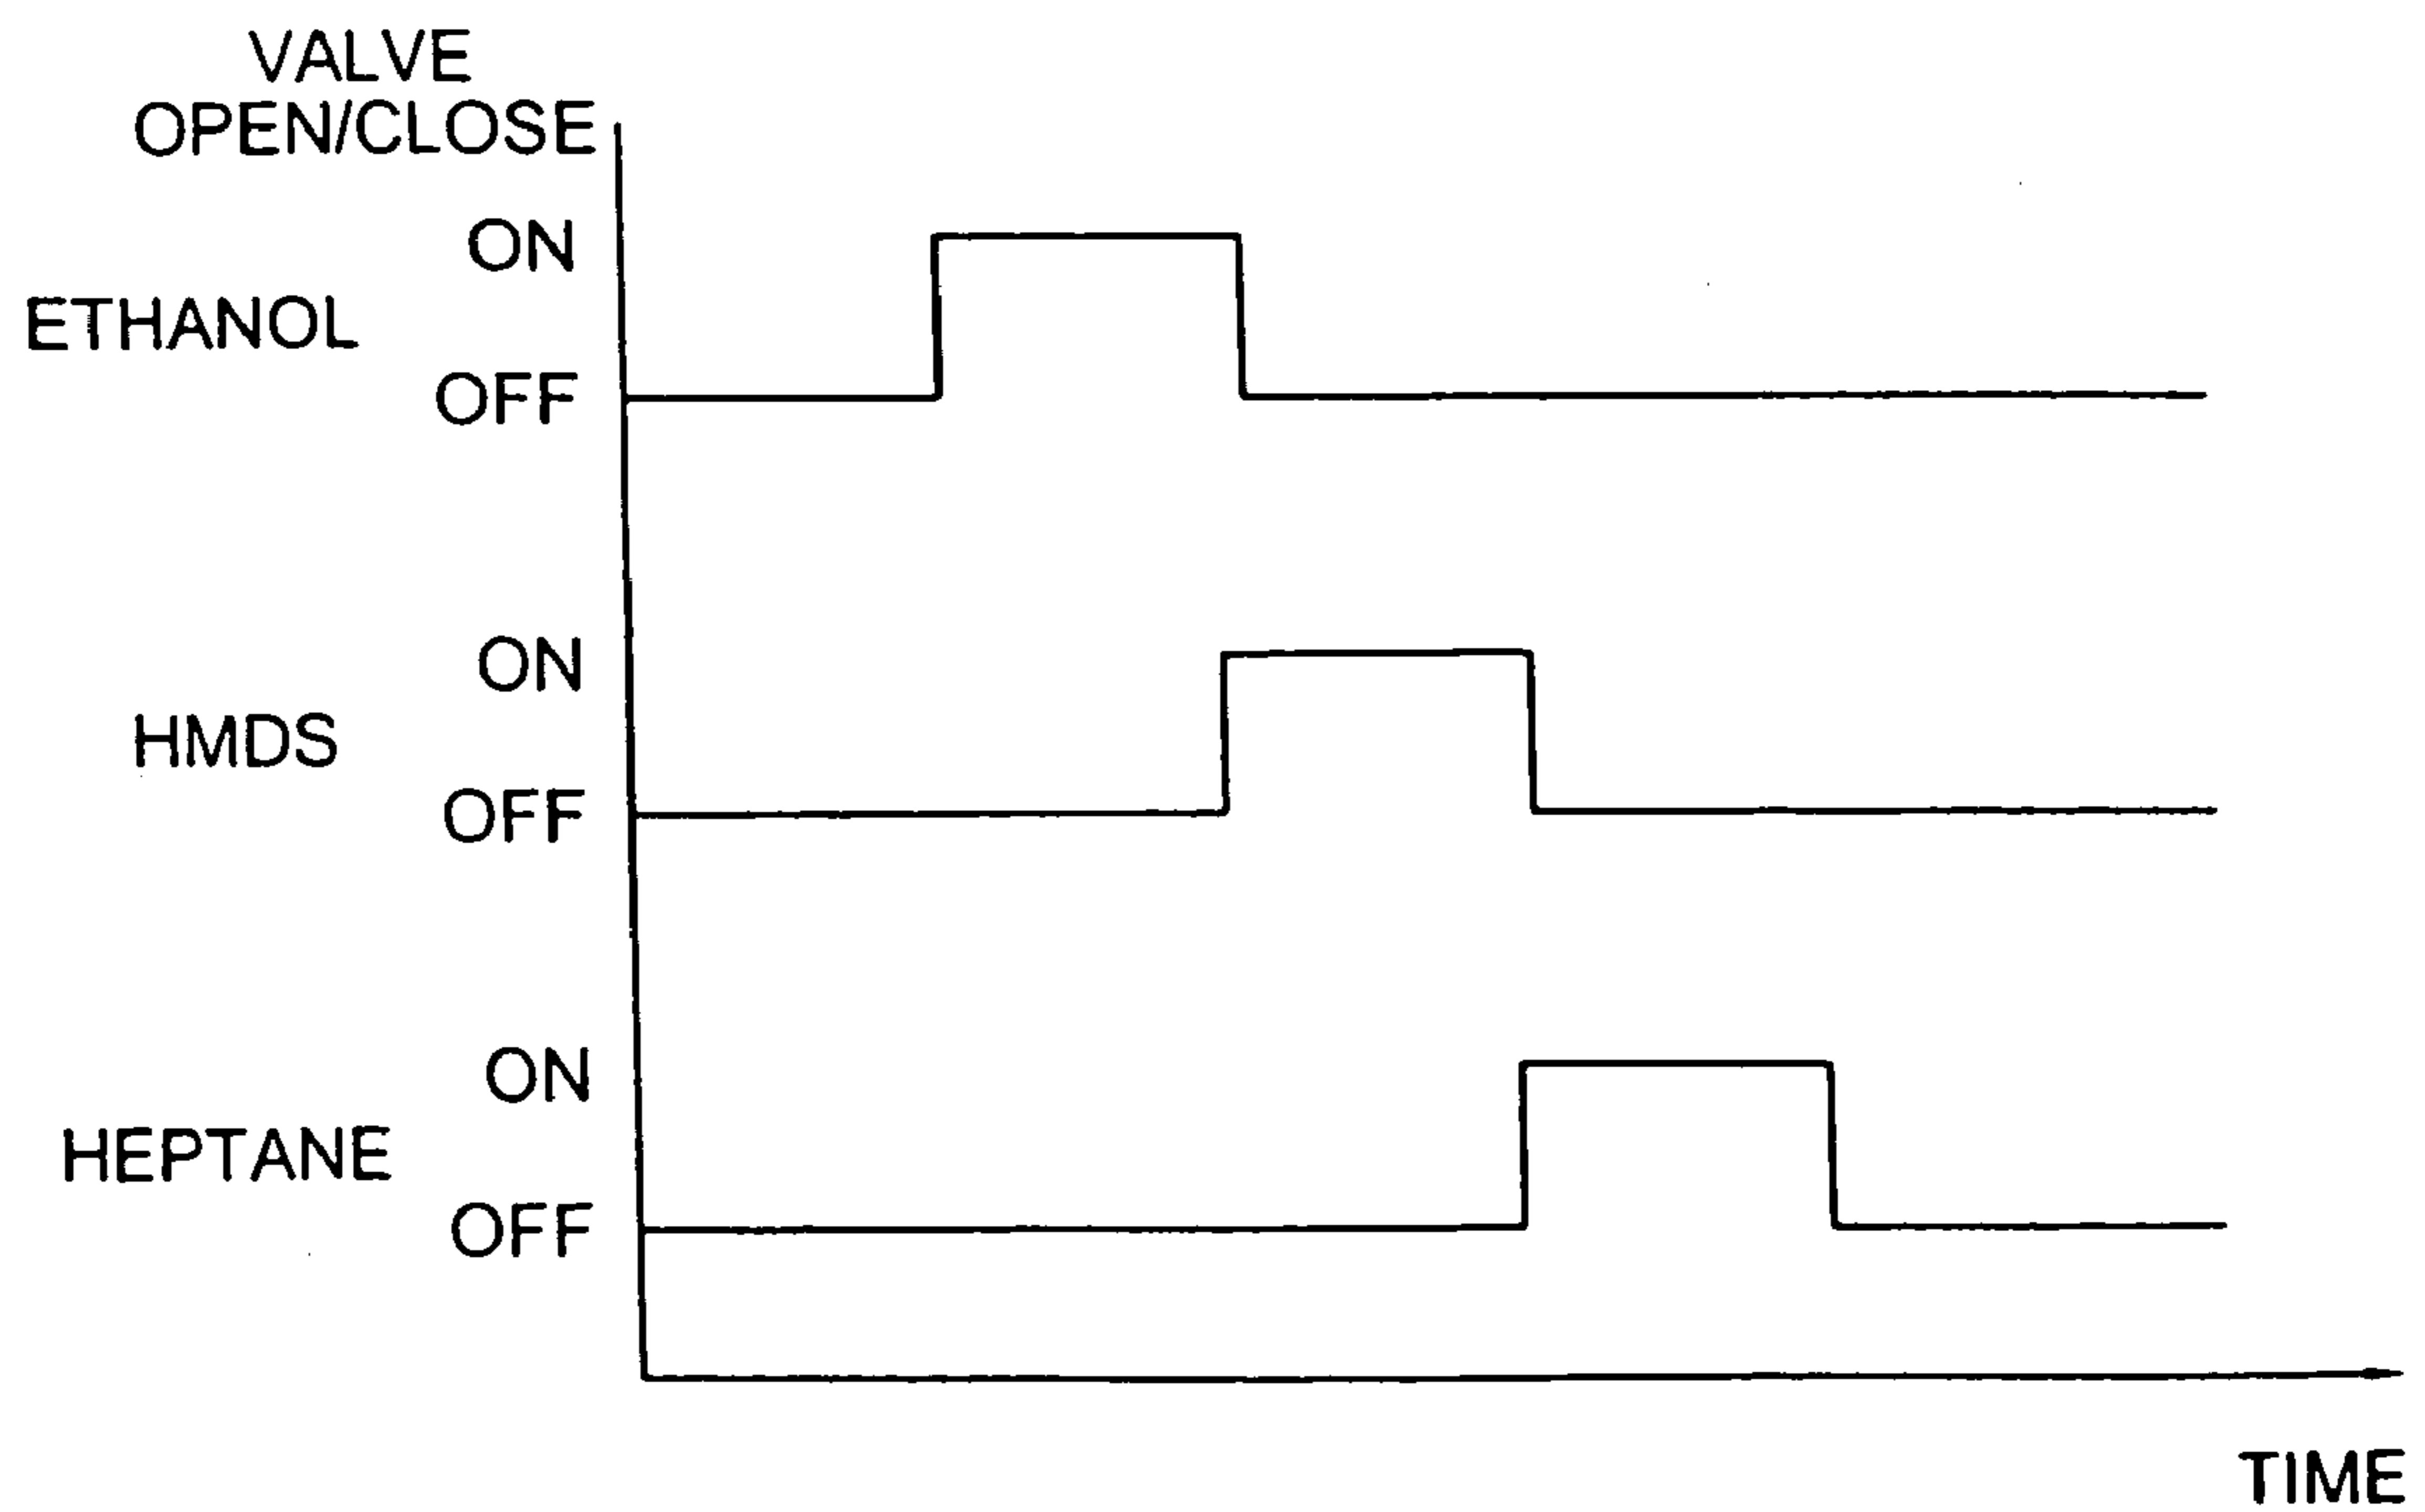 VALVE
OPEN/CLOSE
ON
ETHANOL
OFF
ON
HMDS
OFF
ON
HEPTANE
OFF
TIME